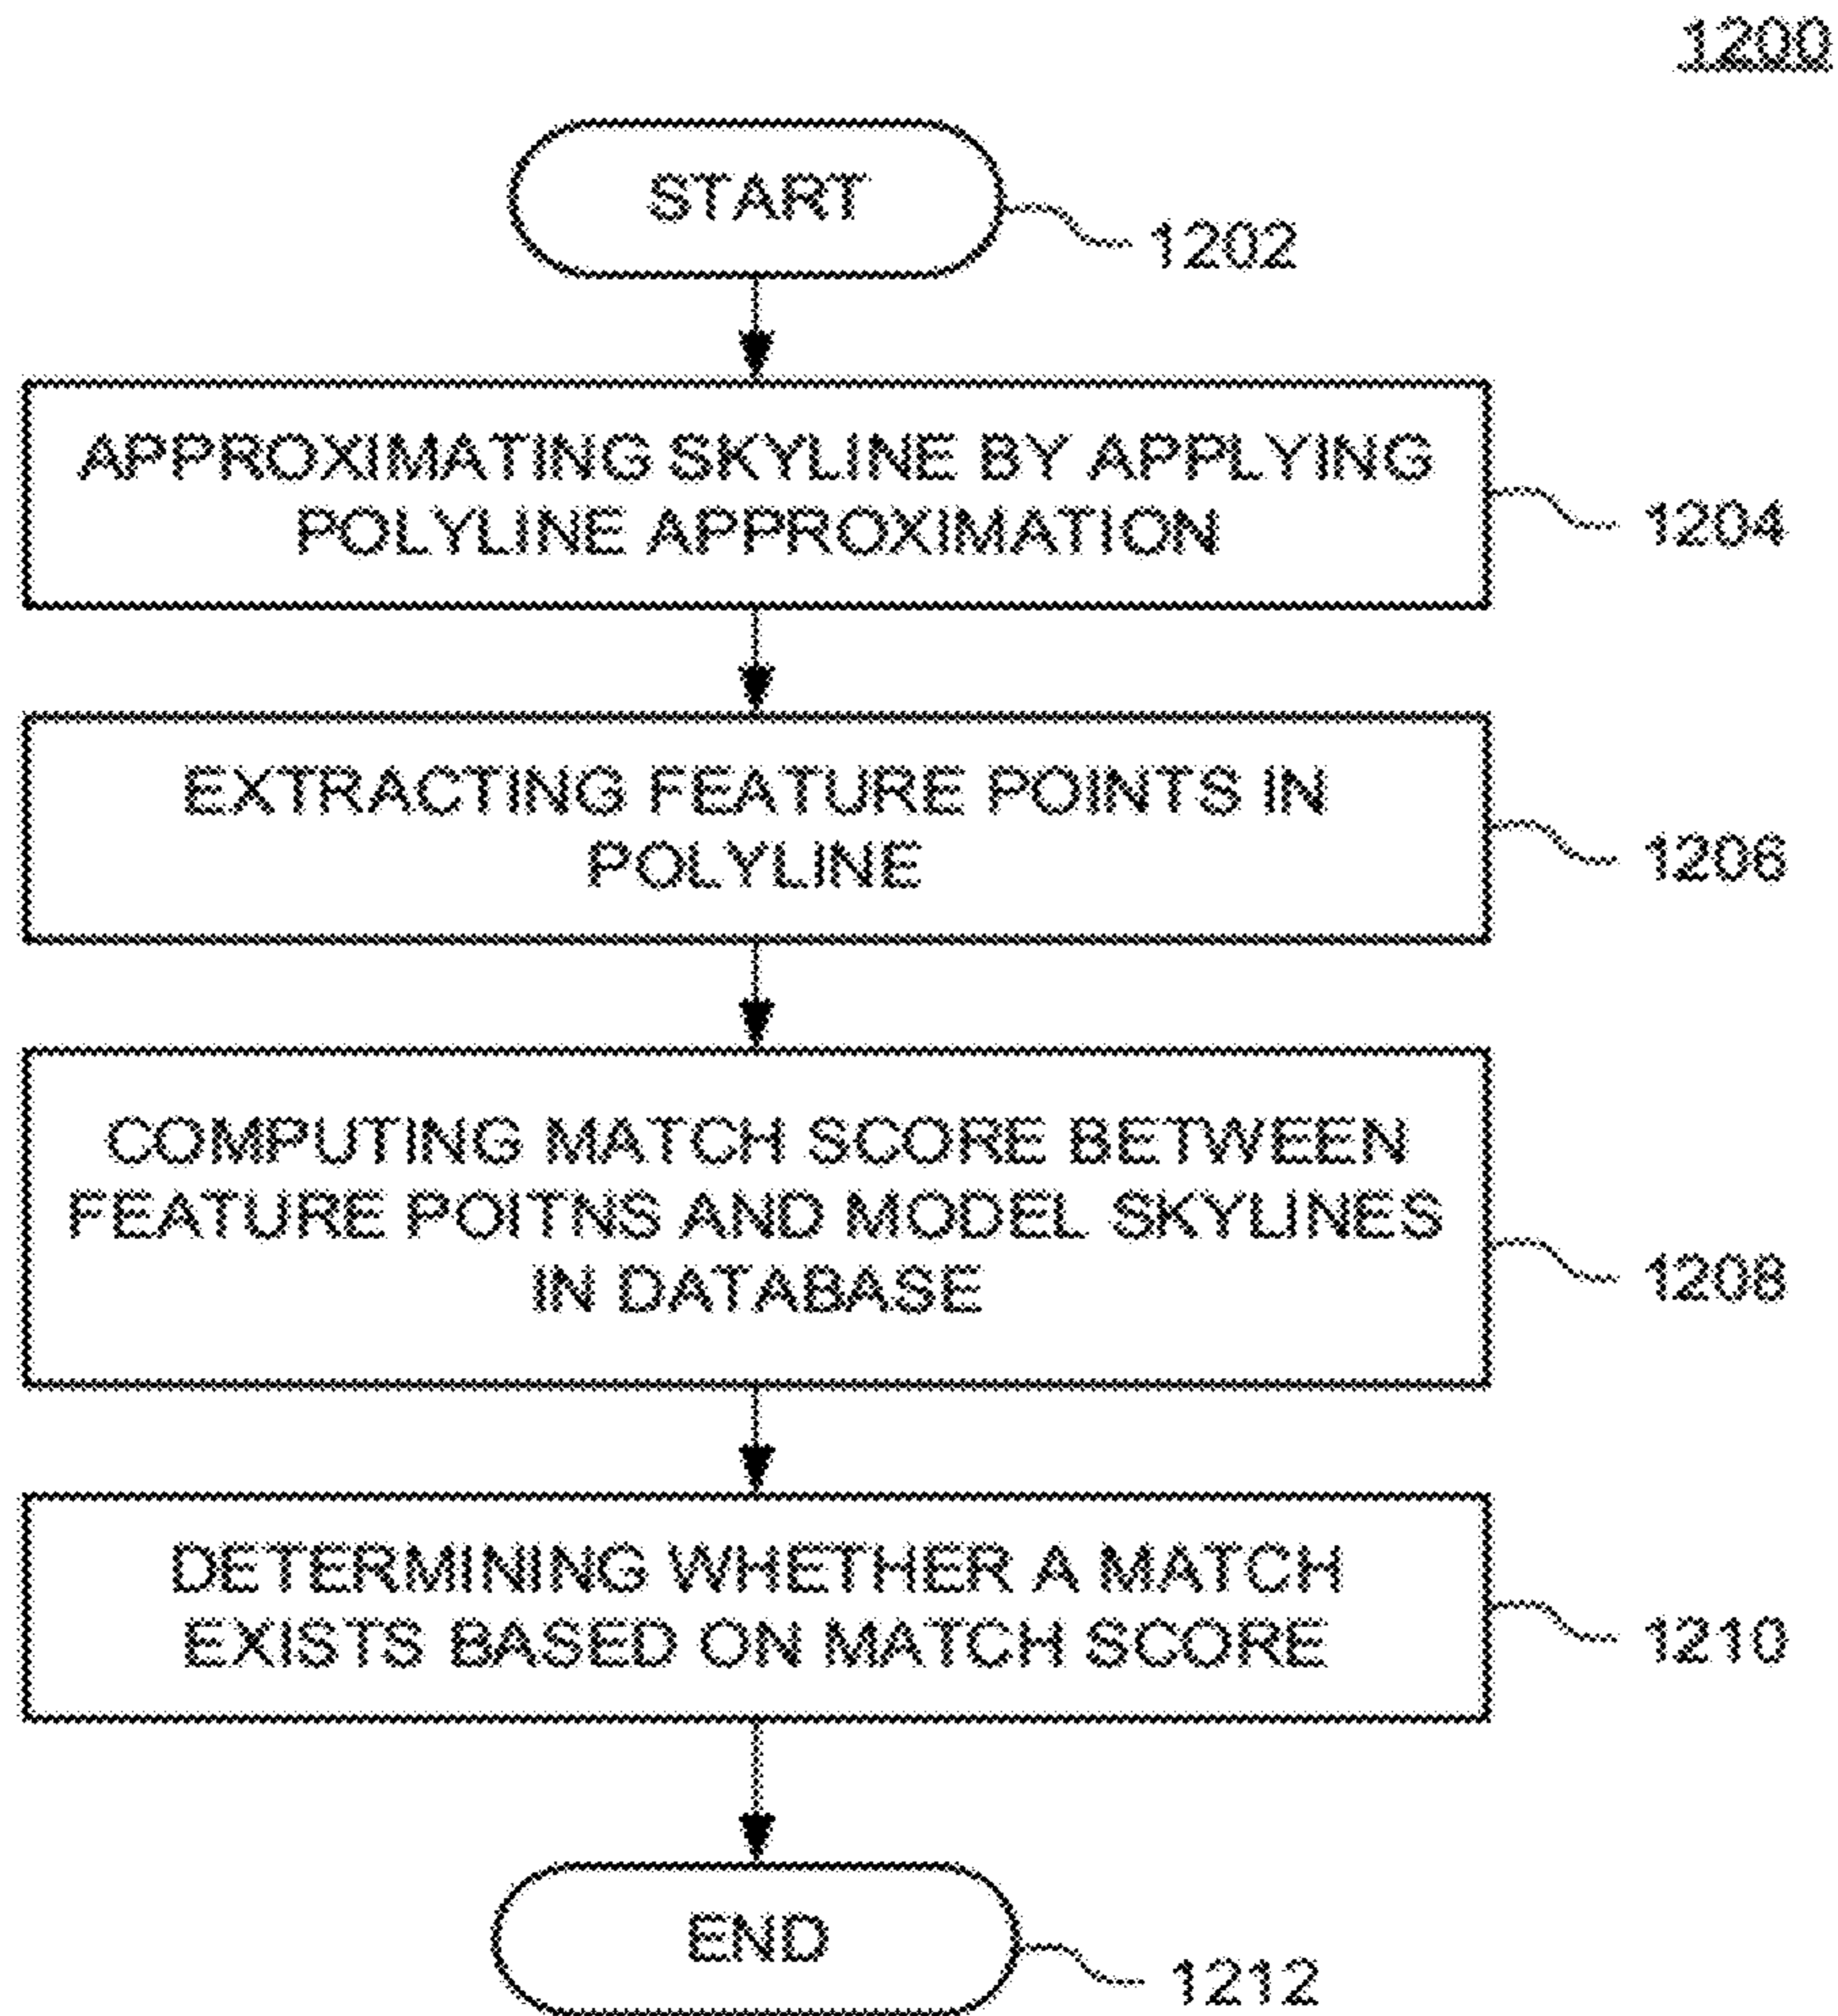 1200
START
1202
APPROXIMATING SKYLINE BY APPLYING
POLYLINE APPROXIMATION
1204
EXTRACTING FEATURE POINTS IN
POLYLINE
1206
COMPUTING MATCH SCORE BETWEEN
FEATURE POITNS AND MODEL SKYLINES
IN DATABASE
1208
DETERMINING WHETHER A MATCH
EXISTS BASED ON MATCH SCORE
1210
END
1212